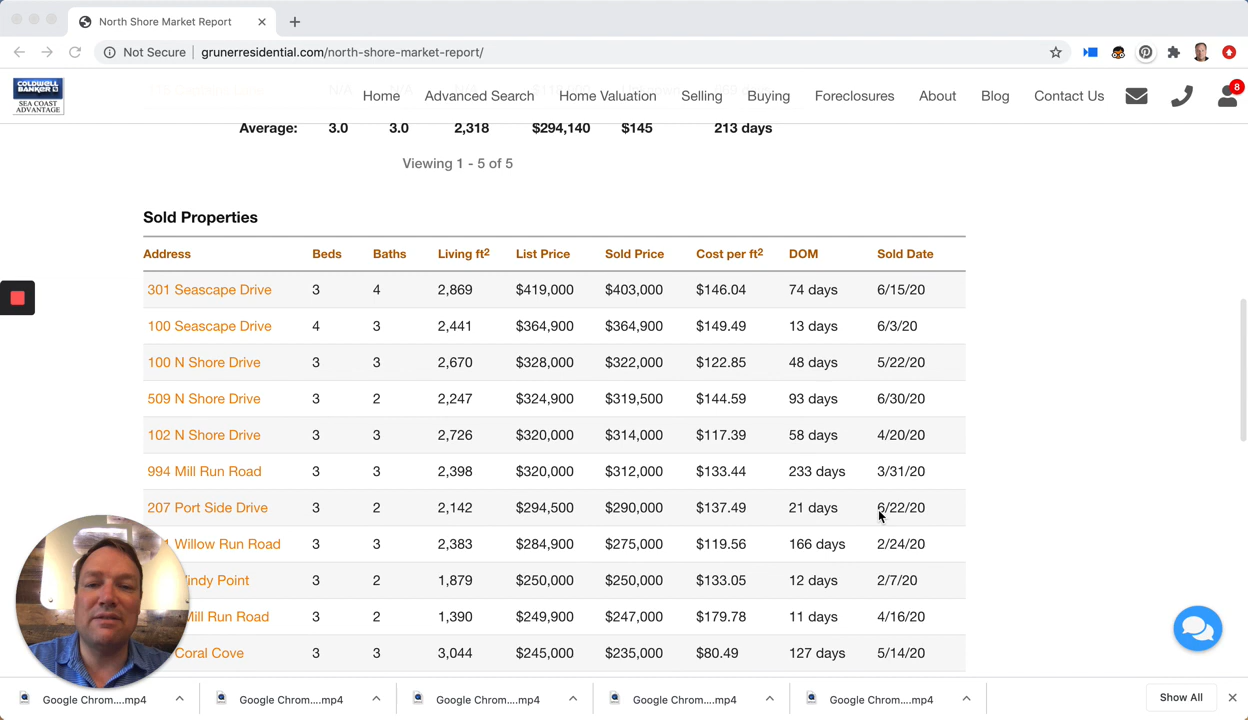 North Shore Market Report
Not Secure grunerresidential.com/north-shore-market-report/
COLDWELL BANKER
SEA COAST
ADVANTAGE
Home Advanced Search Home Valuation Selling Buying Foreclosures About Blog Contact Us 8
Average: 3.0 3.0 2,318 $294,140 $145 213 days
Viewing 1 - 5 of 5
Sold Properties
Address Beds Baths Living ft² List Price Sold Price Cost per ft² DOM Sold Date
301 Seascape Drive 3 4 2,869 $419,000 $403,000 $146.04 74 days 6/15/20
100 Seascape Drive 4 3 2,441 $364,900 $364,900 $149.49 13 days 6/3/20
100 N Shore Drive 3 3 2,670 $328,000 $322,000 $122.85 48 days 5/22/20
509 N Shore Drive 3 2 2,247 $324,900 $319,500 $144.59 93 days 6/30/20
102 N Shore Drive 3 3 2,726 $320,000 $314,000 $117.39 58 days 4/20/20
994 Mill Run Road 3 3 2,398 $320,000 $312,000 $133.44 233 days 3/31/20
207 Port Side Drive 3 2 2,142 $294,500 $290,000 $137.49 21 days 6/22/20
Willow Run Road 3 3 2,383 $284,900 $275,000 $119.56 166 days 2/24/20
Point 3 2 1,879 $250,000 $250,000 $133.05 12 days 2/7/20
Mill Run Road 3 2 1,390 $249,900 $247,000 $179.78 11 days 4/16/20
Coral Cove 3 3 3,044 $245,000 $235,000 $80.49 127 days 5/14/20
Google Chrom....mp4 Google Chrom....mp4 Google Chrom....mp4 Google Chrom....mp4 Google Chrom....mp4 Show All